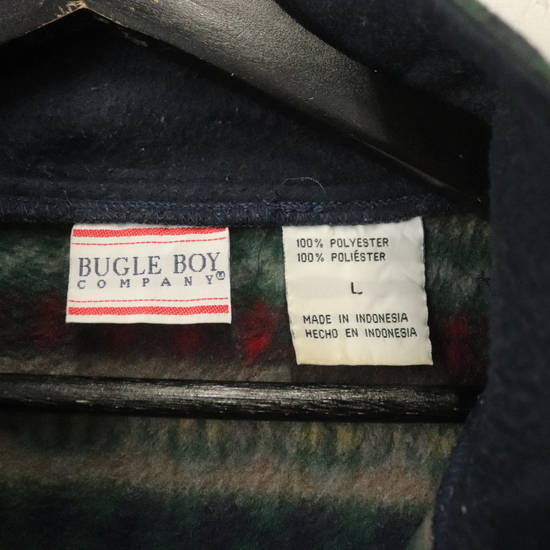 BUGLE BOY
COMPANY®
100% POLYESTER
100% POLIÉSTER
L
MADE IN INDONESIA
HECHO EN INDONESIA